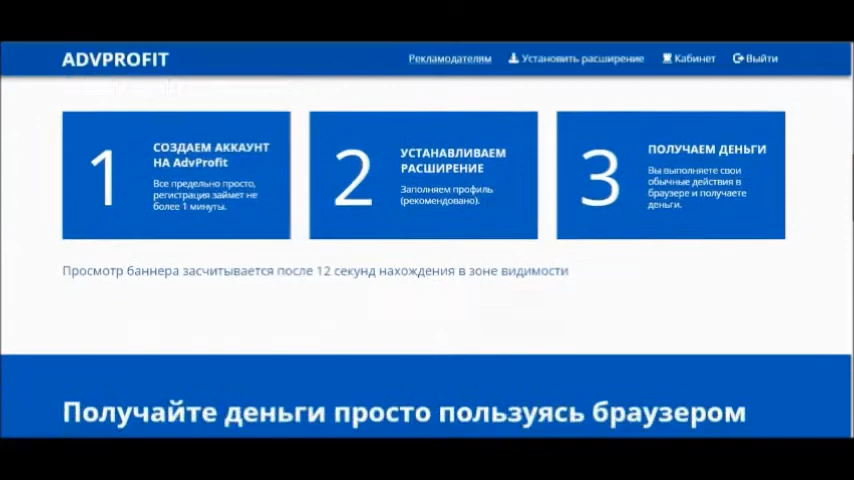 ADVPROFIT
Рекламодателям Установить расширение Кабинет Выйти
1
СОЗДАЕМ АККАУНТ
НА AdvProfit
Все предельно просто,
регистрация займет не
более 1 минуты.
2
УСТАНАВЛИВАЕМ
РАСШИРЕНИЕ
Заполняем профиль
(рекомендовано).
3
ПОЛУЧАЕМ ДЕНЬГИ
Вы выполняете свои
обычные действия в
браузере и получаете
деньги.
Просмотр баннера засчитывается после 12 секунд нахождения в зоне видимости
Получайте деньги просто пользуясь браузером